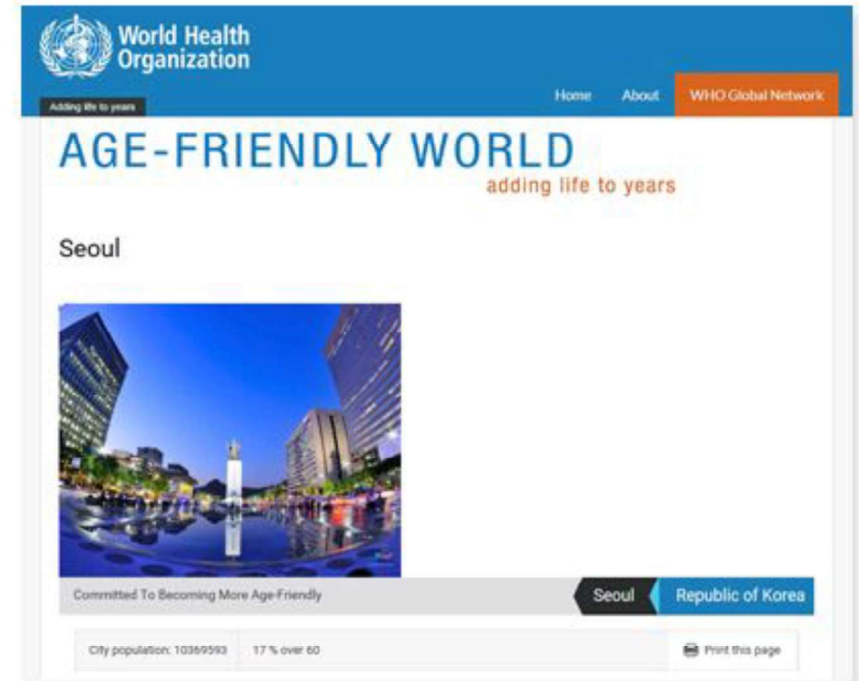 World Health
Organization
Adding life to years
Home About WHO Global Network
AGE-FRIENDLY WORLD
adding life to years
Seoul
Committed To Becoming More Age-Friendly
Seoul
Republic of Korea
City population: 10369593
17 % over 60
Print this page